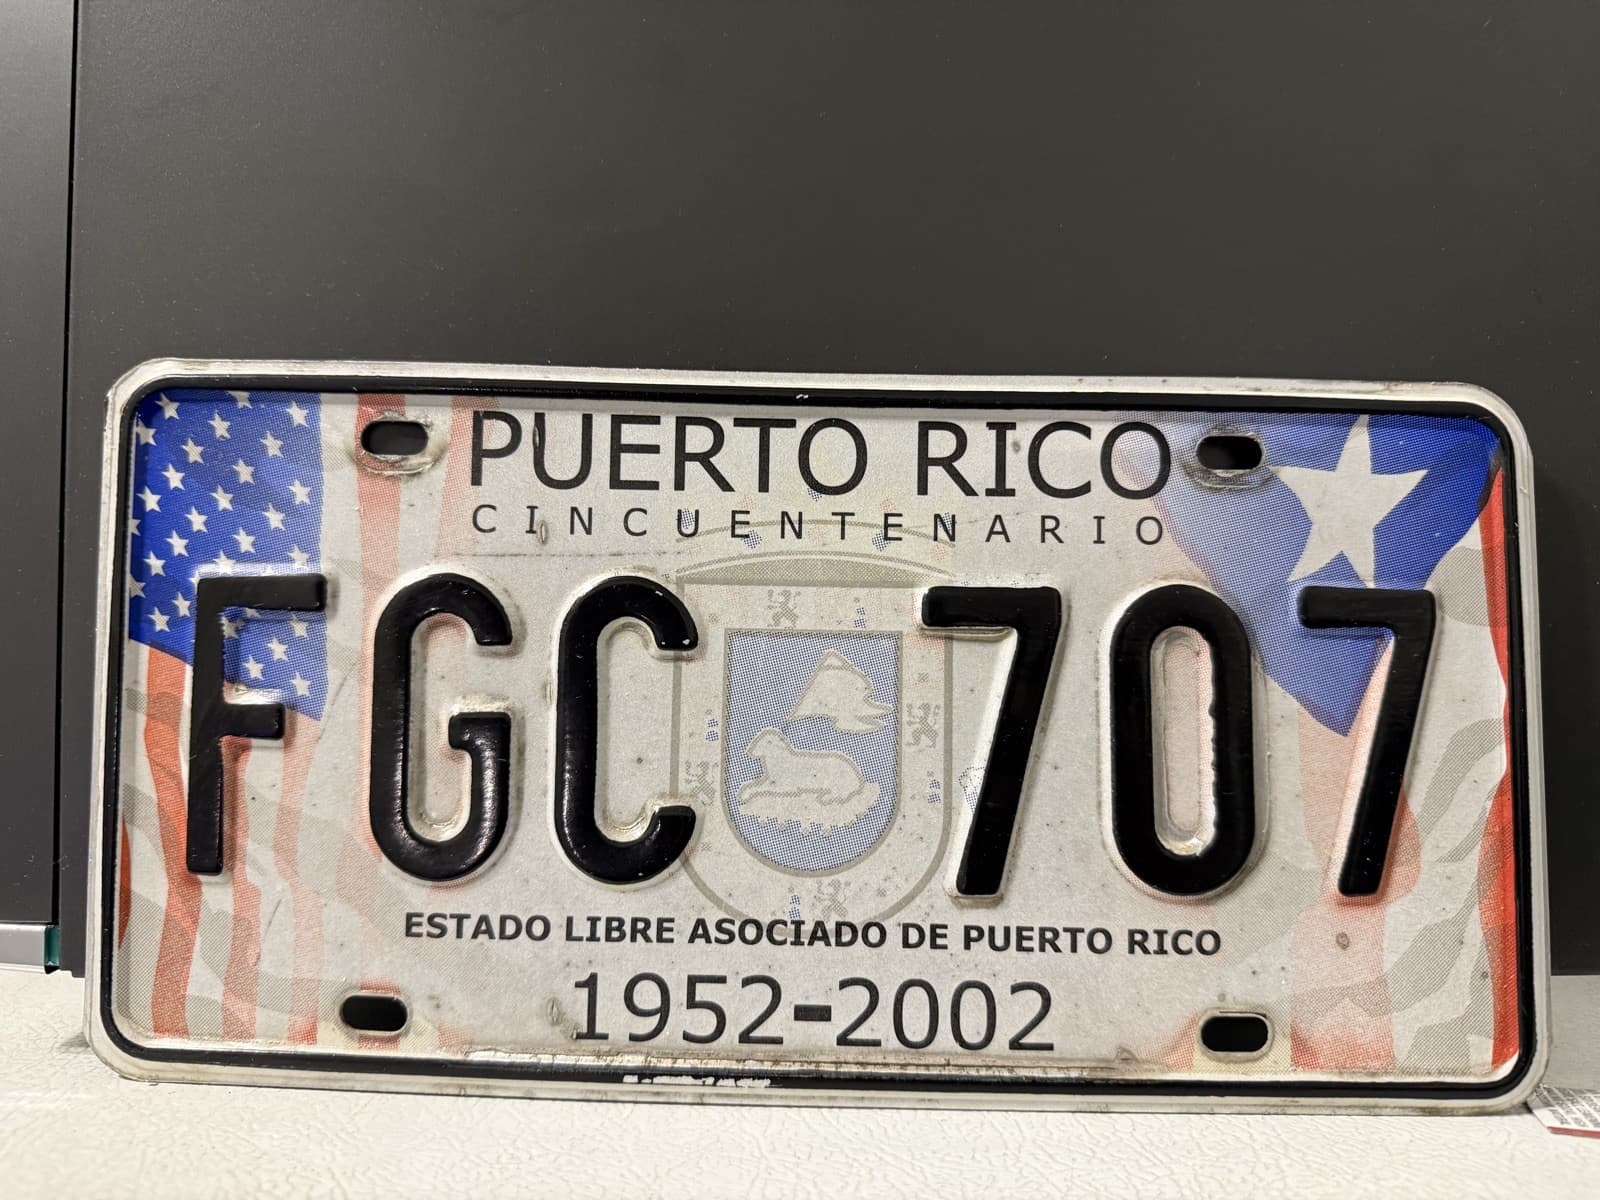 PUERTO RICO
CINCUENTENARIO
FGC 707
ESTADO LIBRE ASOCIADO DE PUERTO RICO
1952-2002